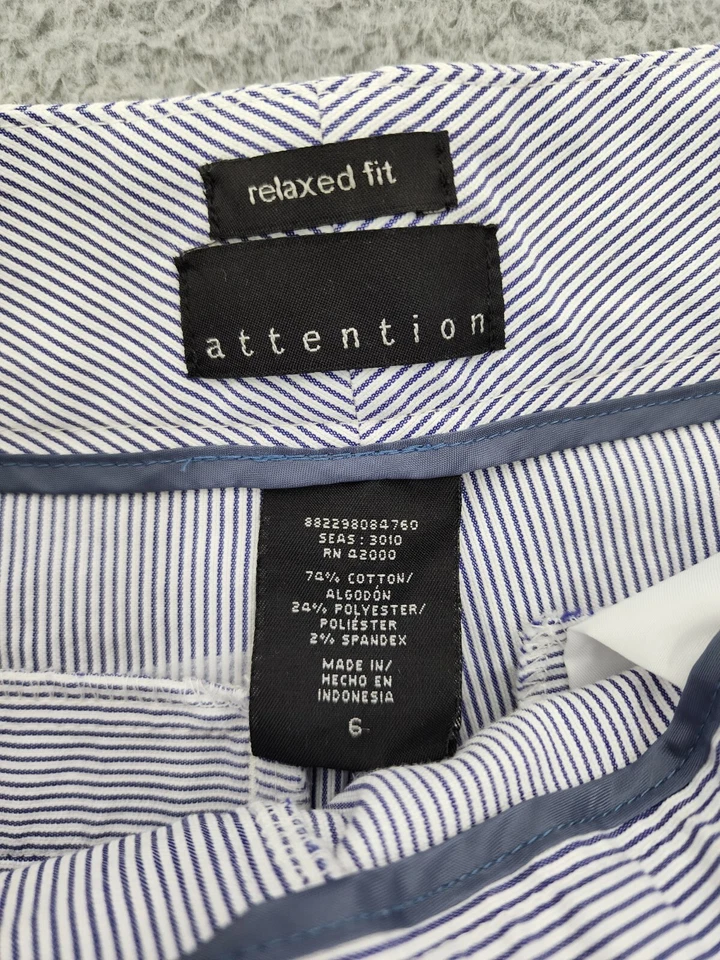 relaxed fit
attention
882298084760
SEAS: 3010
RN 42000
74% COTTON/
ALGODÓN
24% POLYESTER/
POLIÉSTER
2% SPANDEX
MADE IN/
HECHO EN
INDONESIA
6